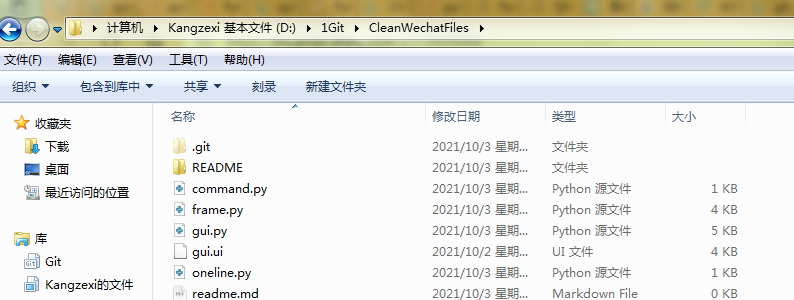 计算机 Kangzexi 基本文件 (D:) 1Git CleanWechatFiles
文件(F) 编辑(E) 查看(V) 工具(T) 帮助(H)
组织 包含到库中 共享 刻录 新建文件夹
名称 修改日期 类型 大小
收藏夹
下载
桌面
最近访问的位置
库
Git
Kangzexi的文件
.git 2021/10/3 星期... 文件夹
README 2021/10/3 星期... 文件夹
command.py 2021/10/3 星期... Python 源文件 1 KB
frame.py 2021/10/3 星期... Python 源文件 4 KB
gui.py 2021/10/3 星期... Python 源文件 5 KB
gui.ui 2021/10/2 星期... UI 文件 4 KB
oneline.py 2021/10/3 星期... Python 源文件 1 KB
readme.md 2021/10/3 星期... Markdown File 0 KB